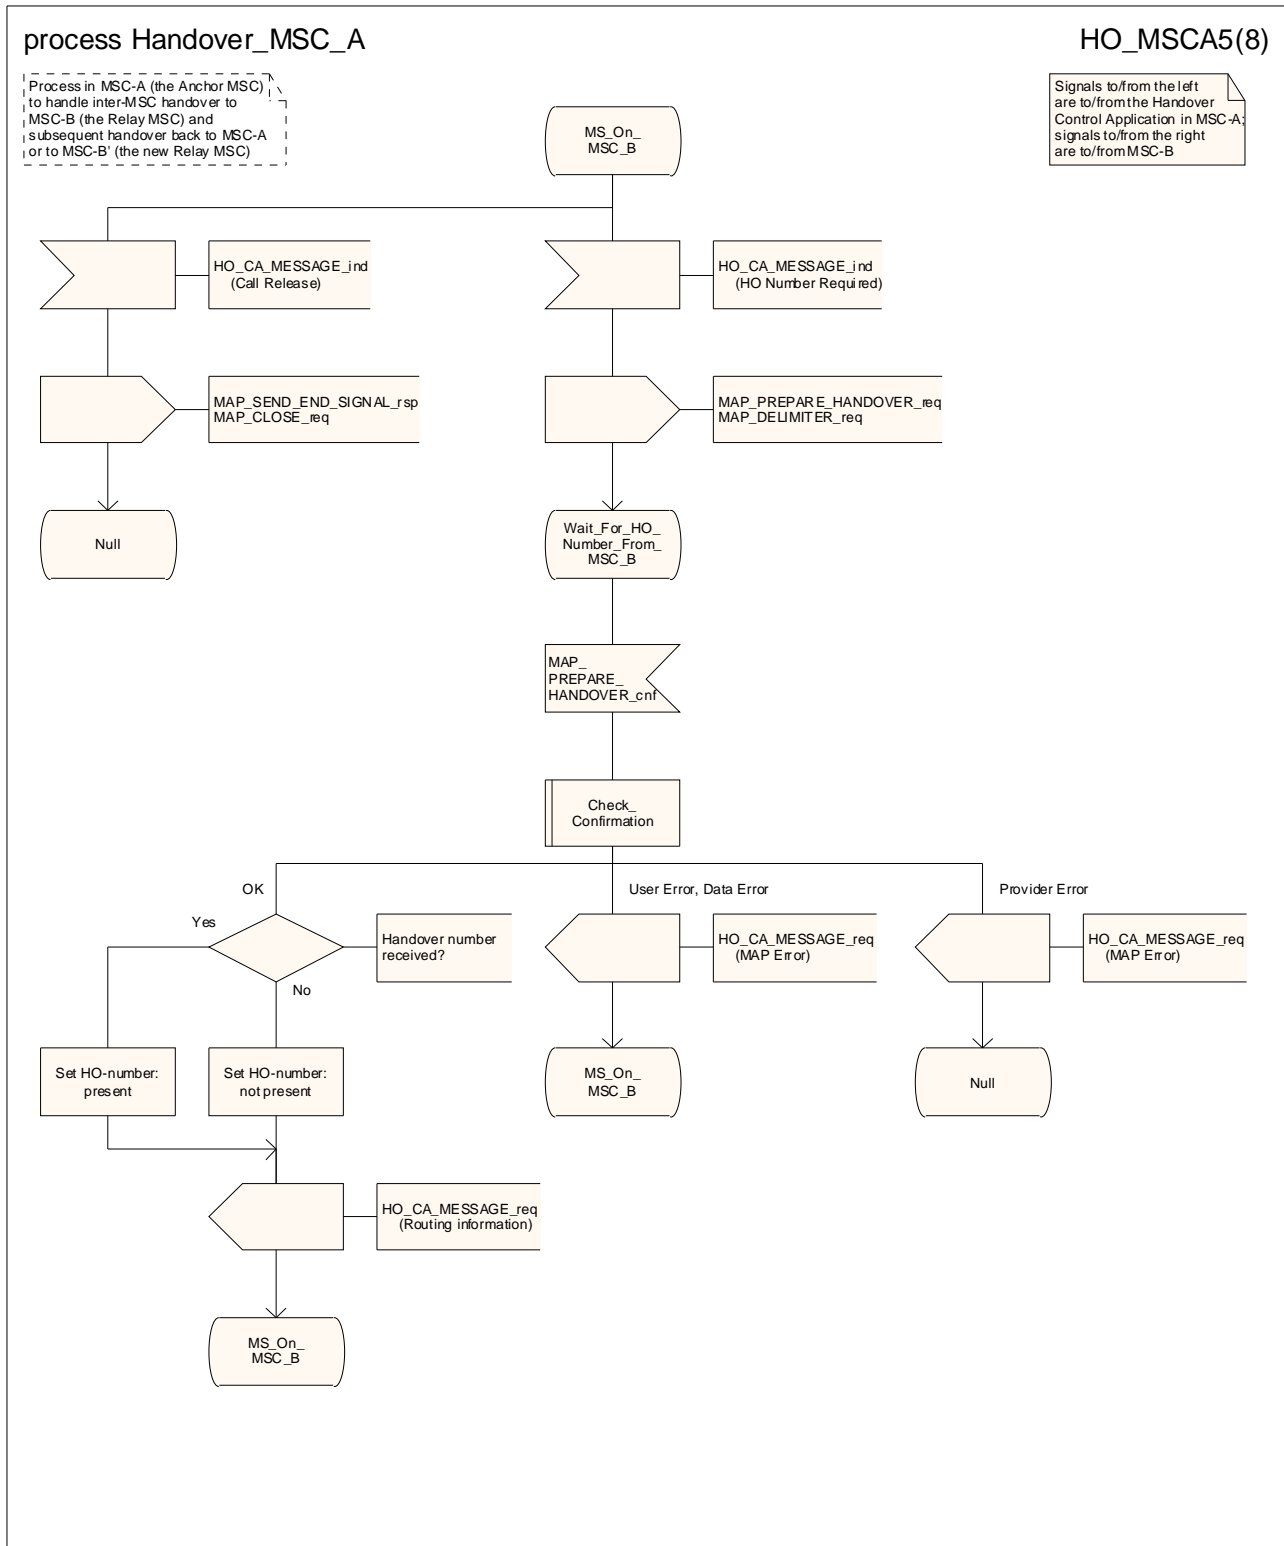 process Handover_MSC_A
HO_MSCA5(8)
Process in MSC-A (the Anchor MSC)
to handle inter-MSC handover to
MSC-B (the Relay MSC) and
subsequent handover back to MSC-A
or to MSC-B' (the new Relay MSC)
Signals to/from the left
are to/from the Handover
Control Application in MSC-A;
signals to/from the right
are to/from MSC-B
MS_On_
MSC_B
HO_CA_MESSAGE_ind
(Call Release)
HO_CA_MESSAGE_ind
(HO Number Required)
MAP_SEND_END_SIGNAL_rsp
MAP_CLOSE_req
MAP_PREPARE_HANDOVER_req
MAP_DELIMITER_req
Null
Wait_For_HO_
Number_From_
MSC_B
MAP_
PREPARE_
HANDOVER_cnf
Check_
Confirmation
OK
User Error, Data Error
Provider Error
Yes
Handover number
received?
No
HO_CA_MESSAGE_req
(MAP Error)
HO_CA_MESSAGE_req
(MAP Error)
Set HO-number:
present
Set HO-number:
not present
MS_On_
MSC_B
Null
HO_CA_MESSAGE_req
(Routing information)
MS_On_
MSC_B